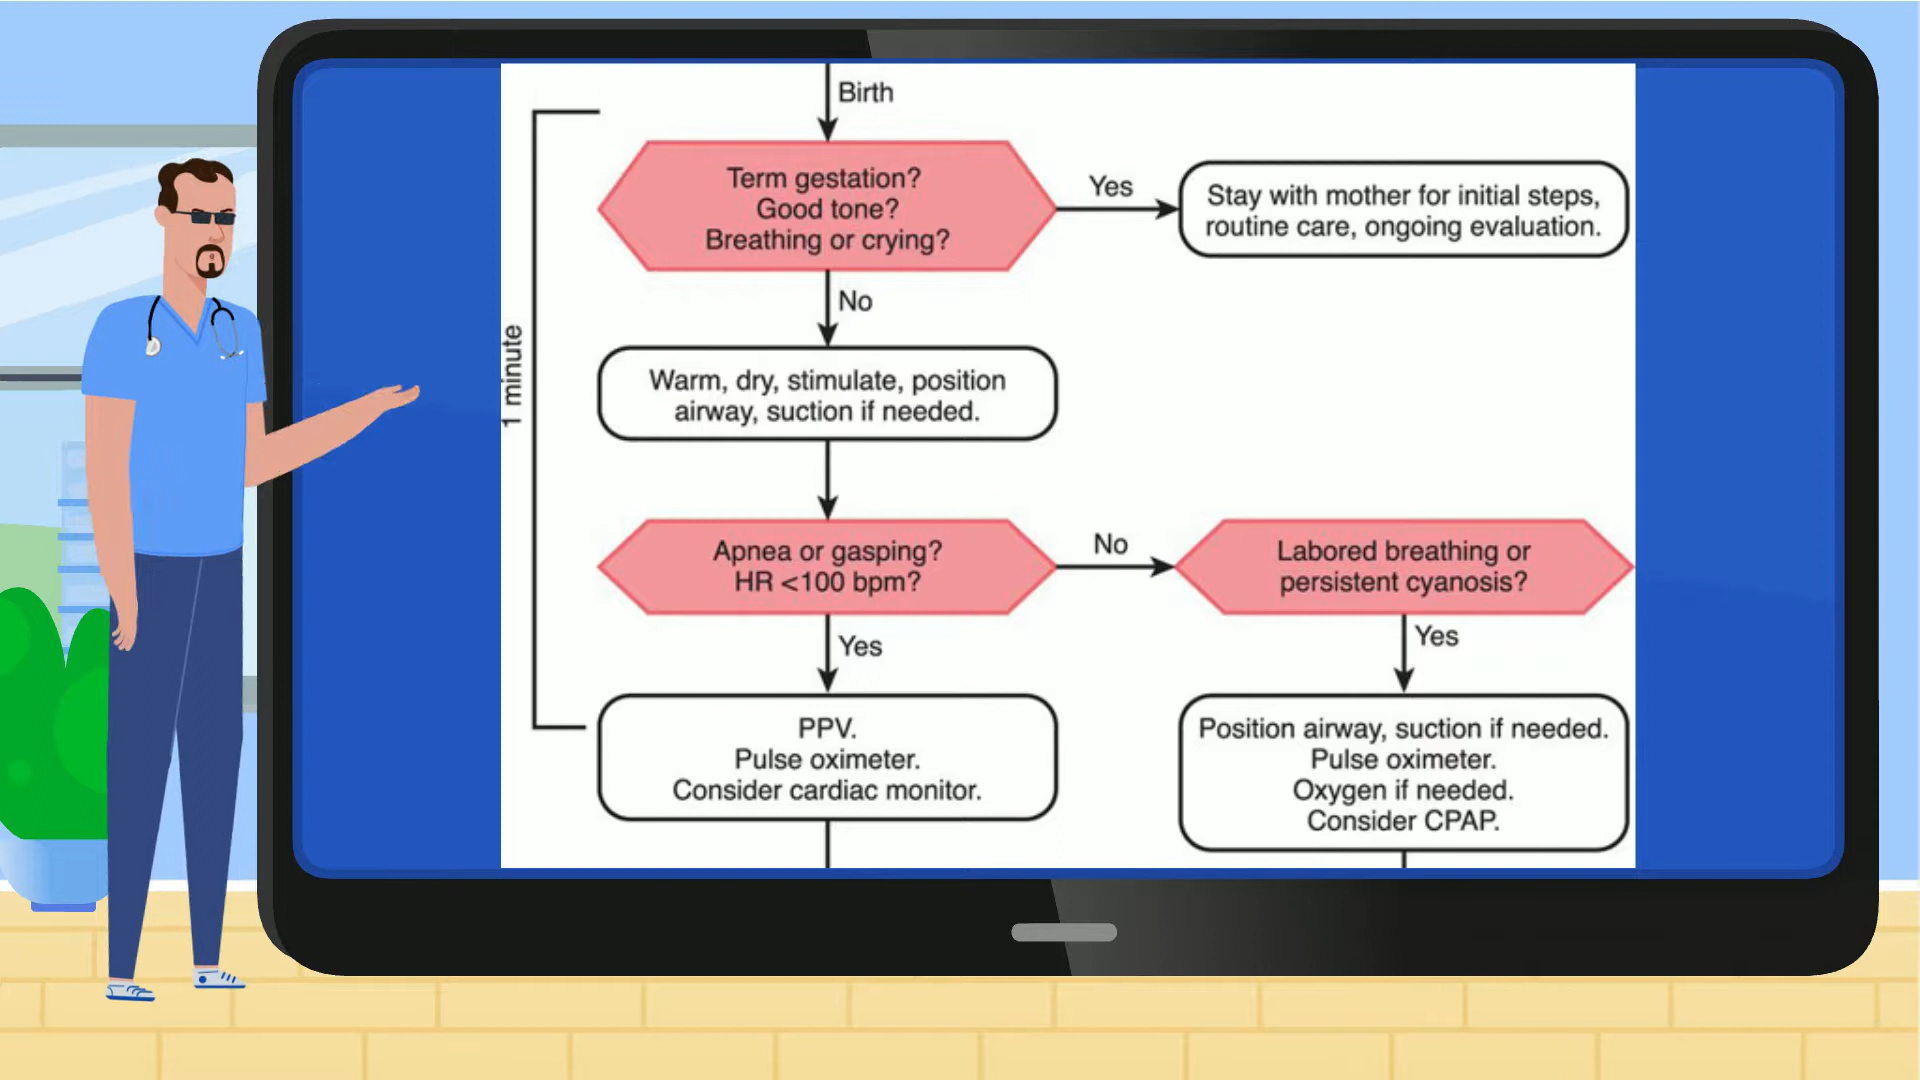 Birth
Term gestation?
Good tone?
Breathing or crying?
Yes
Stay with mother for initial steps,
routine care, ongoing evaluation.
No
1 minute
Warm, dry, stimulate, position
airway, suction if needed.
Apnea or gasping?
HR <100 bpm?
No
Labored breathing or
persistent cyanosis?
Yes
Yes
PPV.
Pulse oximeter.
Consider cardiac monitor.
Position airway, suction if needed.
Pulse oximeter.
Oxygen if needed.
Consider CPAP.